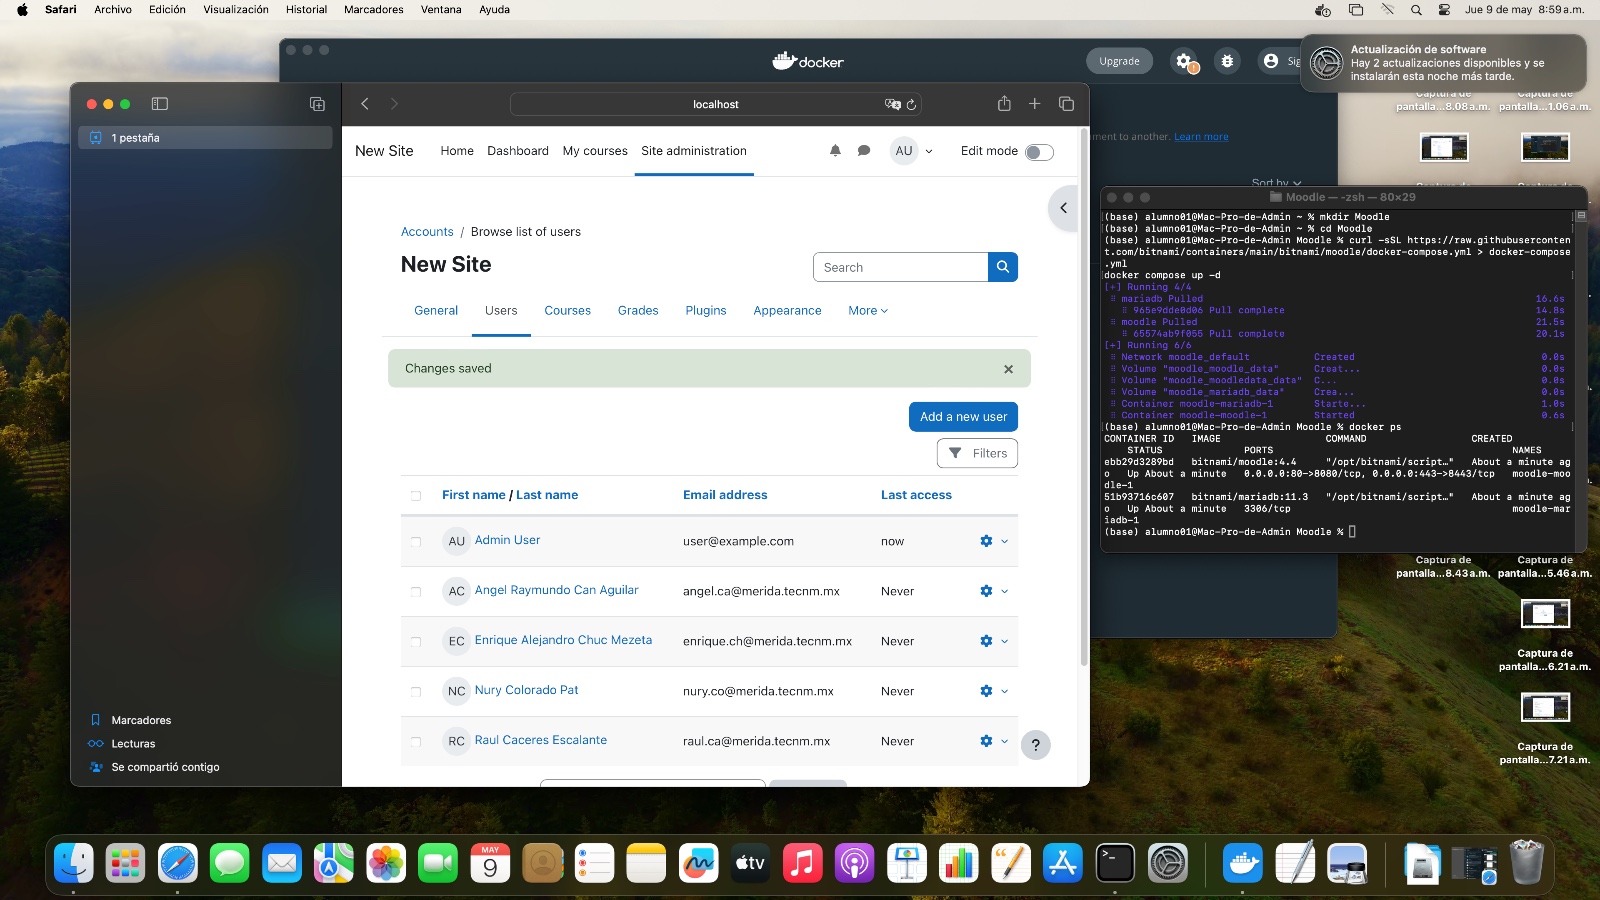 Safari Archivo Edición Visualización Historial Marcadores Ventana Ayuda
Jue 9 de may 8:59 a.m.
docker
Upgrade
Sig
Actualización de software
Hay 2 actualizaciones disponibles y se
instalarán esta noche más tarde.
Captura de
pantalla...8.08 a.m.
Captura de
pantalla...1.06 a.m.
ment to another. Learn more
Sort by
1 pestaña
localhost
New Site
Home Dashboard My courses Site administration
AU
Edit mode
Accounts / Browse list of users
New Site
Search
General Users Courses Grades Plugins Appearance More
Changes saved
Add a new user
Filters
First name / Last name Email address Last access
AU Admin User user@example.com now
AC Angel Raymundo Can Aguilar angel.ca@merida.tecnm.mx Never
EC Enrique Alejandro Chuc Mezeta enrique.ch@merida.tecnm.mx Never
NC Nury Colorado Pat nury.co@merida.tecnm.mx Never
RC Raul Caceres Escalante raul.ca@merida.tecnm.mx Never
?
Marcadores
Lecturas
Se compartió contigo
Moodle — -zsh — 80×29
(base) alumno01@Mac-Pro-de-Admin ~ % mkdir Moodle
(base) alumno01@Mac-Pro-de-Admin ~ % cd Moodle
(base) alumno01@Mac-Pro-de-Admin Moodle % curl -sSL https://raw.githubuserconten
t.com/bitnami/containers/main/bitnami/moodle/docker-compose.yml > docker-compose
.yml
docker compose up -d
[+] Running 4/4
mariadb Pulled 16.6s
965e9dde0d06 Pull complete 14.8s
moodle Pulled 21.5s
65574ab9f055 Pull complete 20.1s
[+] Running 6/6
Network moodle_default Created 0.0s
Volume "moodle_moodle_data" Creat... 0.0s
Volume "moodle_moodledata_data" C... 0.0s
Volume "moodle_mariadb_data" Crea... 0.0s
Container moodle-mariadb-1 Starte... 1.0s
Container moodle-moodle-1 Started 0.6s
(base) alumno01@Mac-Pro-de-Admin Moodle % docker ps
CONTAINER ID IMAGE COMMAND CREATED
STATUS PORTS NAMES
ebb29d3289bd bitnami/moodle:4.4 "/opt/bitnami/script…" About a minute ag
o Up About a minute 0.0.0.0:80->8080/tcp, 0.0.0.0:443->8443/tcp moodle-moo
dle-1
51b93716c607 bitnami/mariadb:11.3 "/opt/bitnami/script…" About a minute ag
o Up About a minute 3306/tcp moodle-mar
iadb-1
(base) alumno01@Mac-Pro-de-Admin Moodle %
Captura de
pantalla...8.43 a.m.
Captura de
pantalla...5.46 a.m.
Captura de
pantalla...6.21 a.m.
Captura de
pantalla...7.21 a.m.
MAY
9
tv